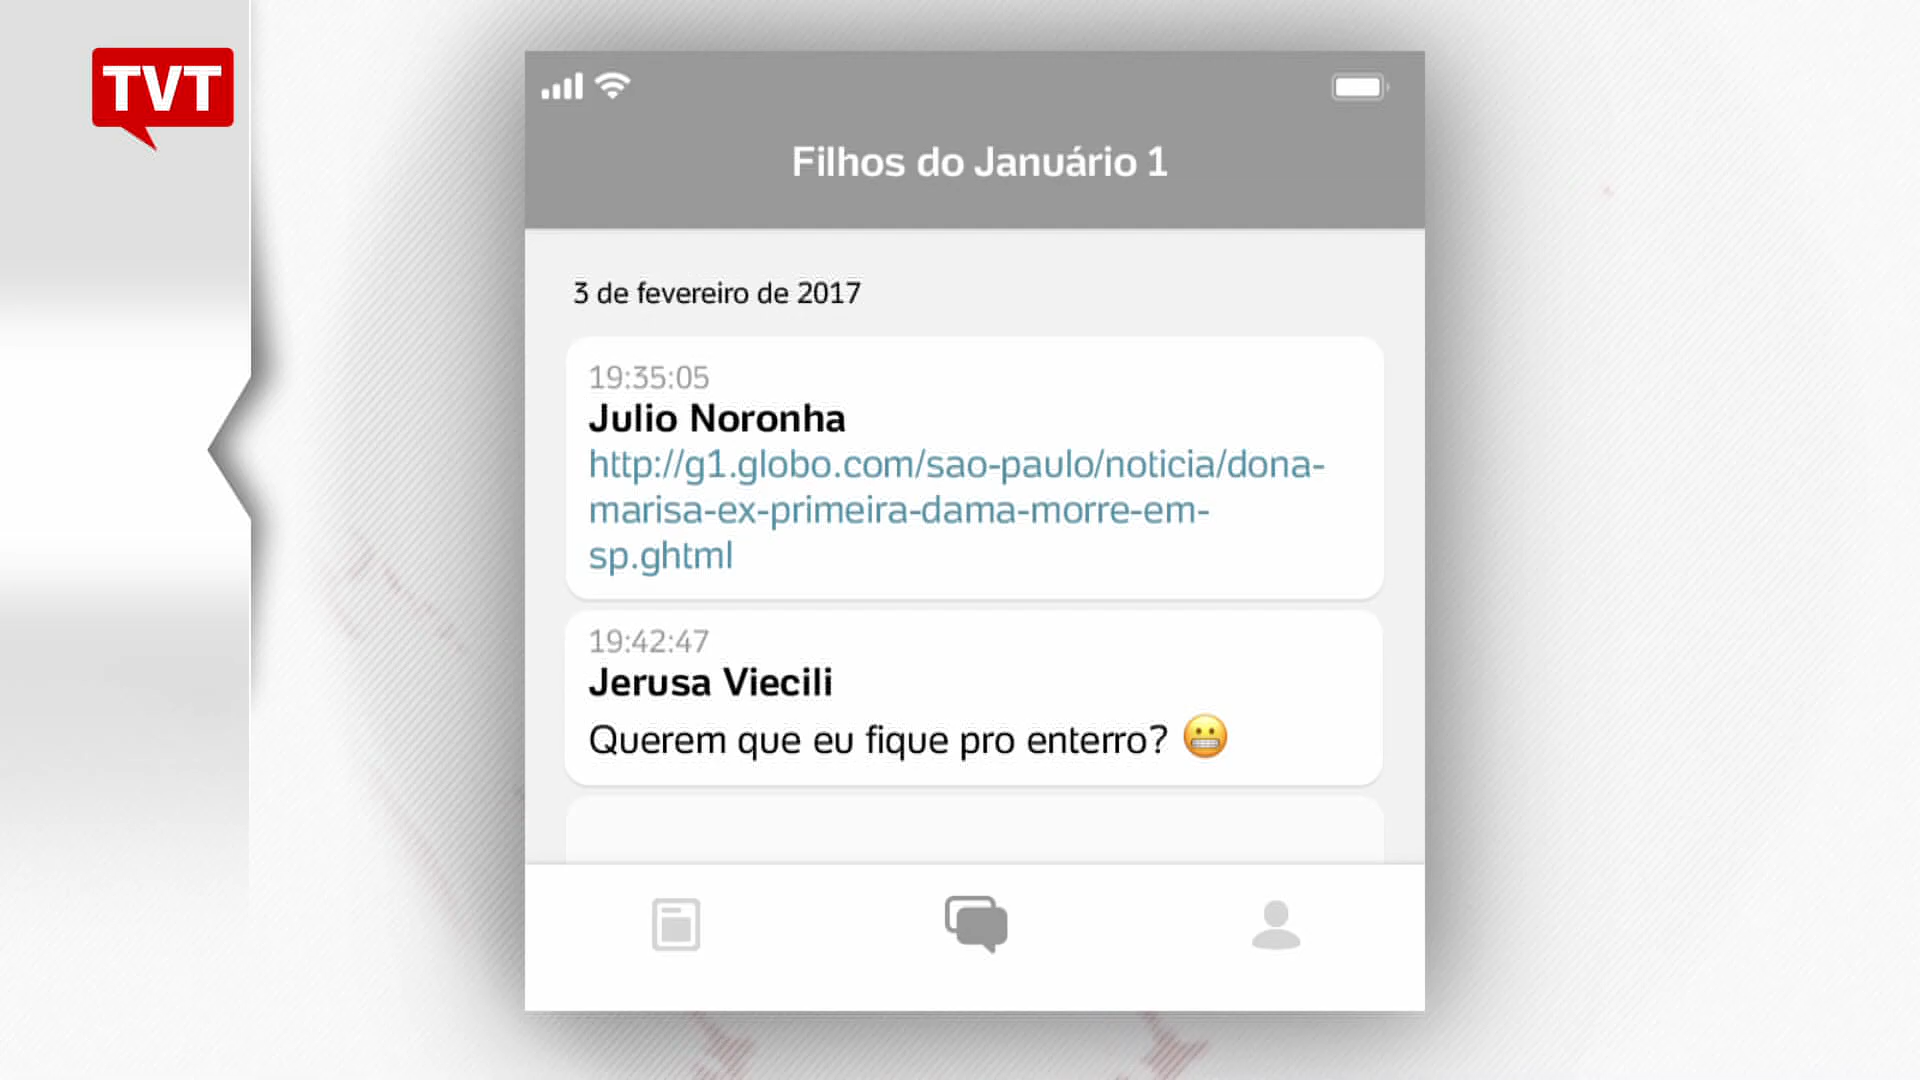 TVT
Filhos do Januário 1
3 de fevereiro de 2017
19:35:05
Julio Noronha
http://g1.globo.com/sao-paulo/noticia/dona-
marisa-ex-primeira-dama-morre-em-
sp.ghtml
19:42:47
Jerusa Viecili
Querem que eu fique pro enterro? 😬